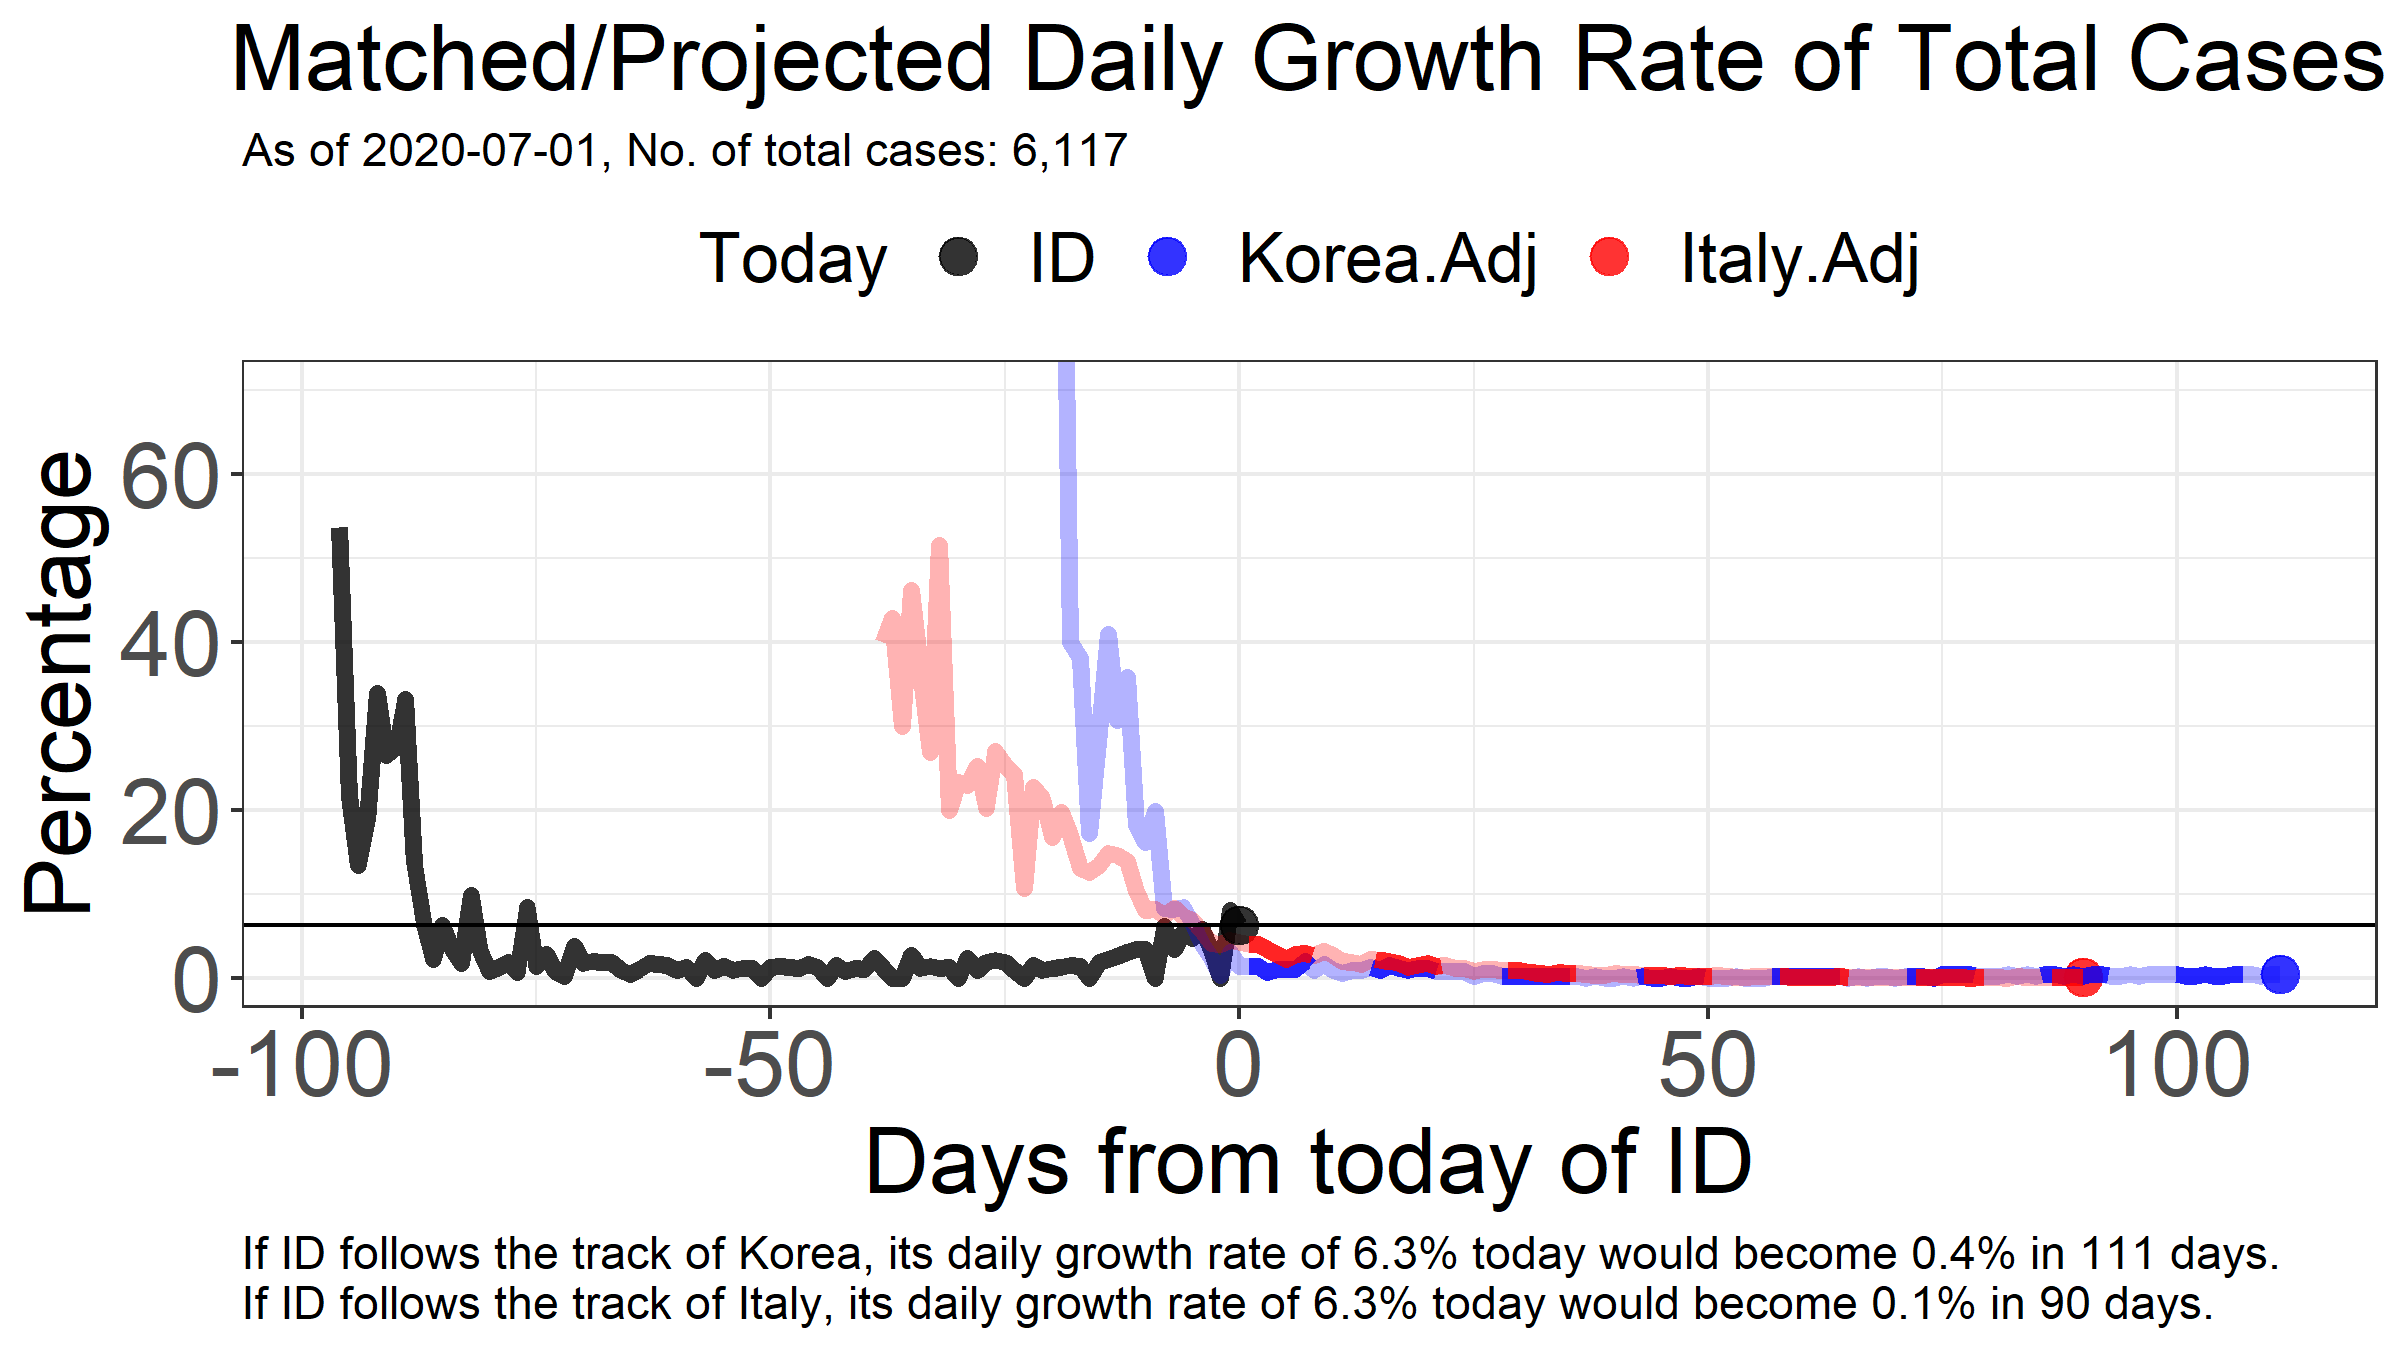 Matched/Projected Daily Growth Rate of Total Cases
As of 2020-07-01, No. of total cases: 6,117
Today ID Korea.Adj Italy.Adj
Percentage
60
40
20
0
-100 -50 0 50 100
Days from today of ID
If ID follows the track of Korea, its daily growth rate of 6.3% today would become 0.4% in 111 days.
If ID follows the track of Italy, its daily growth rate of 6.3% today would become 0.1% in 90 days.